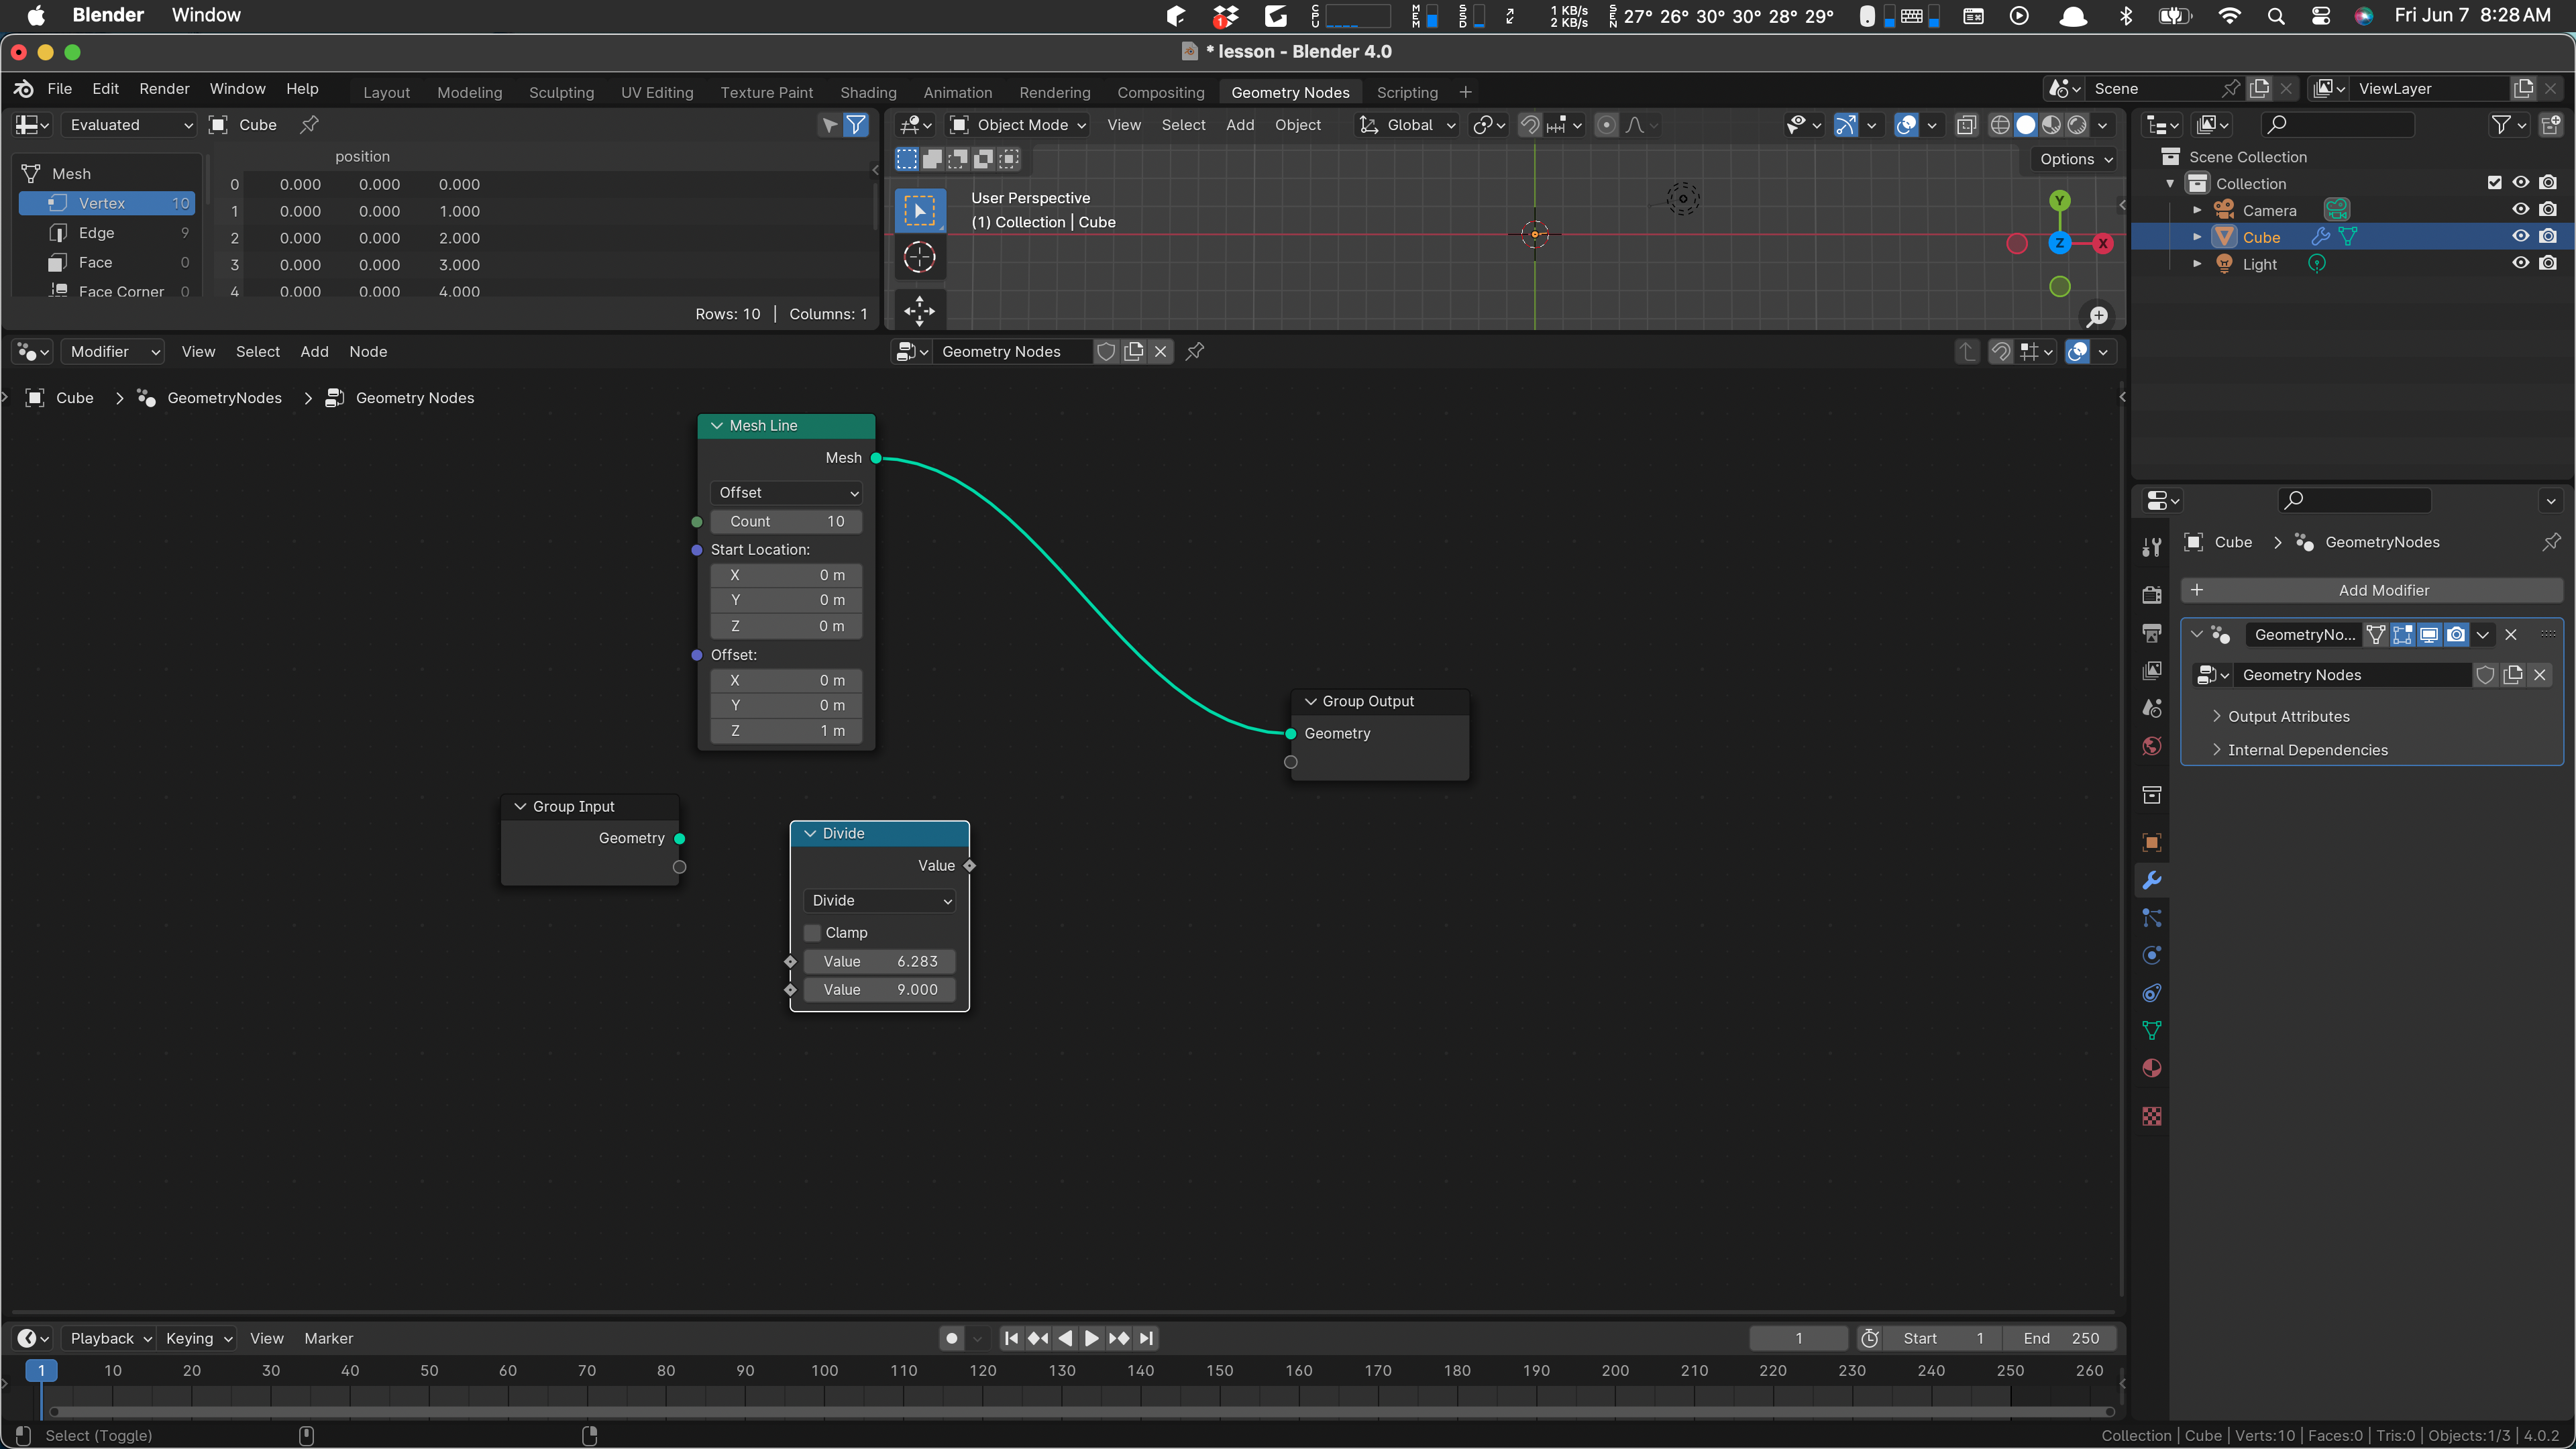 Blender Window
1
CPU MEM SSD 1 KB/s 2 KB/s SEN 27° 26° 30° 30° 28° 29° Fri Jun 7 8:28 AM
* lesson - Blender 4.0
File Edit Render Window Help Layout Modeling Sculpting UV Editing Texture Paint Shading Animation Rendering Compositing Geometry Nodes Scripting + Scene ViewLayer
Evaluated Cube
position
Mesh
Vertex 10
Edge 9
Face 0
Face Corner 0
0 0.000 0.000 0.000
1 0.000 0.000 1.000
2 0.000 0.000 2.000
3 0.000 0.000 3.000
4 0.000 0.000 4.000
Rows: 10 | Columns: 1
Object Mode View Select Add Object Global
Options
User Perspective
(1) Collection | Cube
Y
Z
X
Scene Collection
Collection
Camera
Cube
Light
Modifier View Select Add Node Geometry Nodes
Cube > GeometryNodes > Geometry Nodes
Mesh Line
Mesh
Offset
Count 10
Start Location:
X 0 m
Y 0 m
Z 0 m
Offset:
X 0 m
Y 0 m
Z 1 m
Group Output
Geometry
Group Input
Geometry
Divide
Value
Divide
Clamp
Value 6.283
Value 9.000
Cube > GeometryNodes
+ Add Modifier
GeometryNo...
Geometry Nodes
Output Attributes
Internal Dependencies
Playback Keying View Marker 1 Start 1 End 250
1 10 20 30 40 50 60 70 80 90 100 110 120 130 140 150 160 170 180 190 200 210 220 230 240 250 260
Select (Toggle)
Collection | Cube | Verts:10 | Faces:0 | Tris:0 | Objects:1/3 | 4.0.2